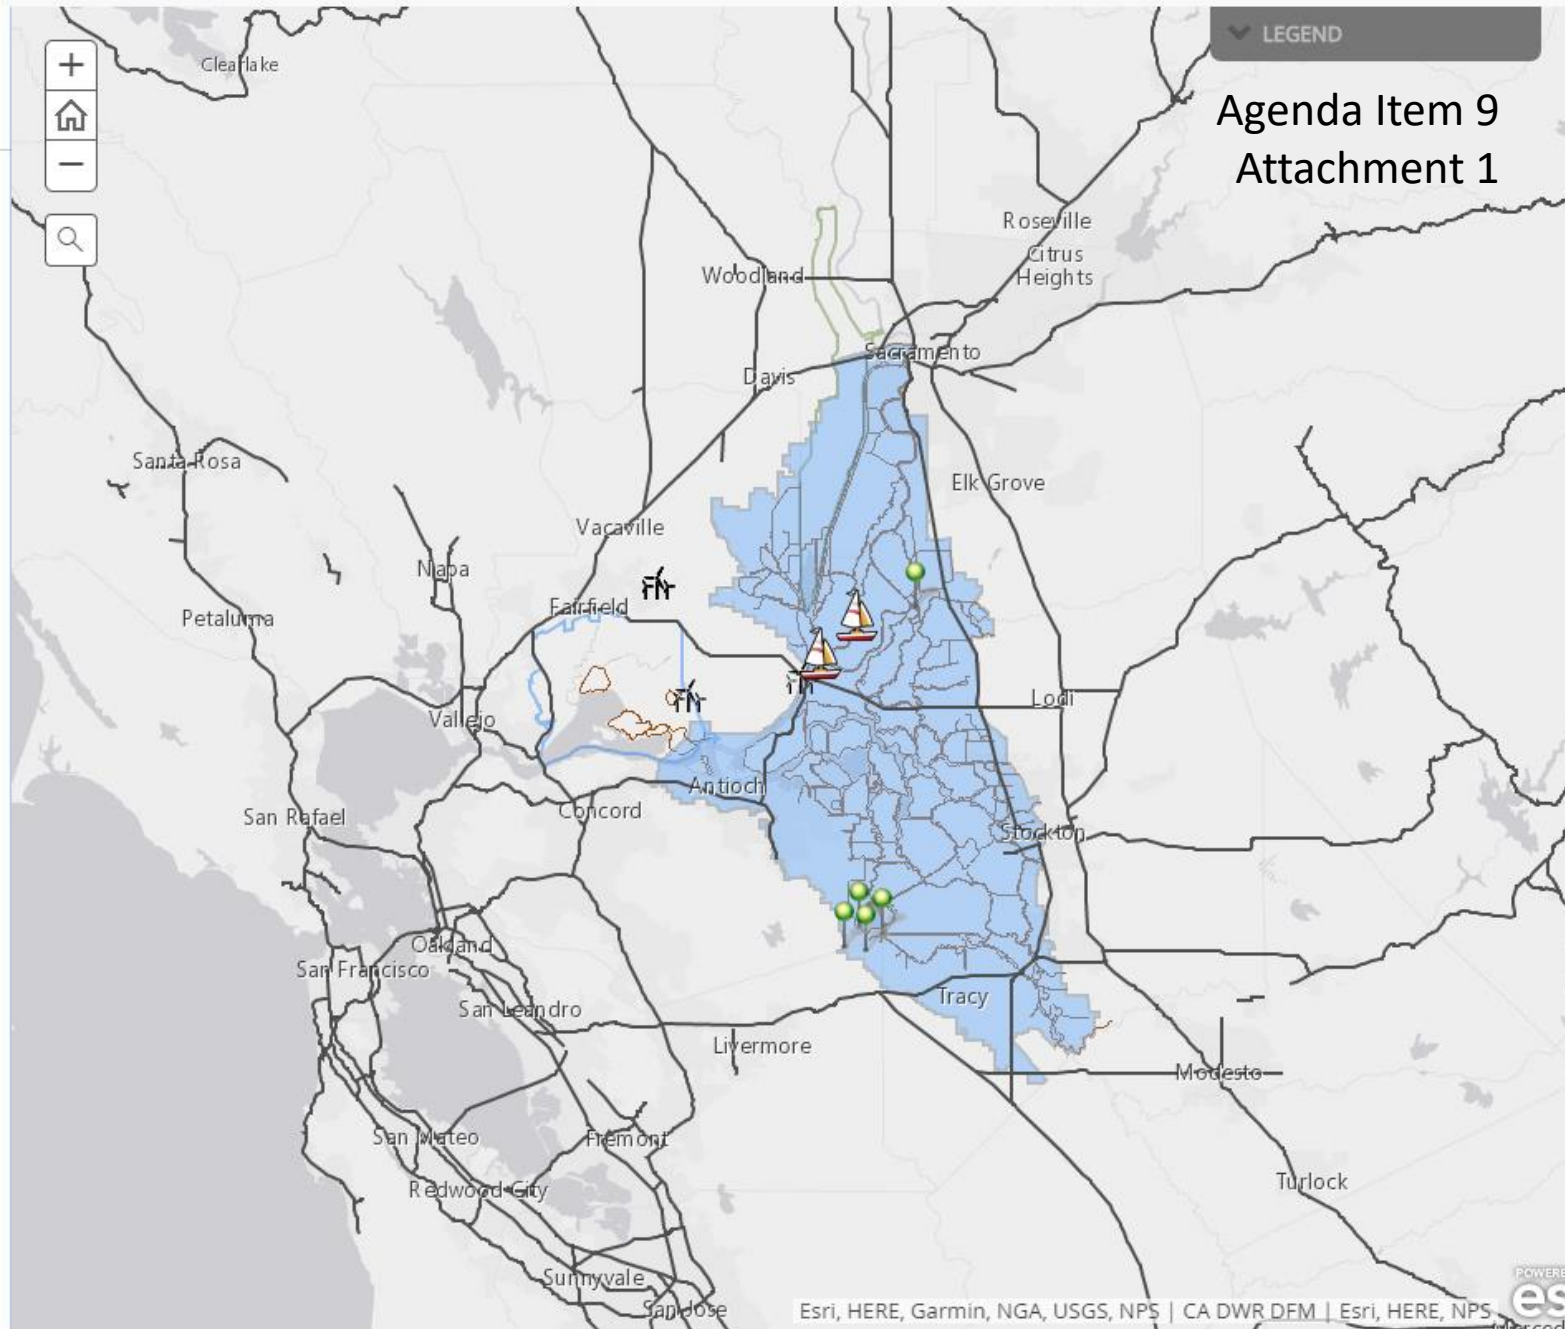 LEGEND
Agenda Item 9
Attachment 1
Clearlake
Roseville
Citrus
Heights
Woodland
Sacramento
Davis
Santa Rosa
Elk Grove
Vacaville
Napa
Fairfield
Petaluma
Lodi
Vallejo
Antioch
Concord
San Rafael
Stockton
Oakland
San Francisco
Tracy
San Leandro
Livermore
Modesto
San Mateo
Fremont
Turlock
Redwood City
Sunnyvale
San Jose
POWERE
es
Esri, HERE, Garmin, NGA, USGS, NPS | CA DWR DFM | Esri, HERE, NPS